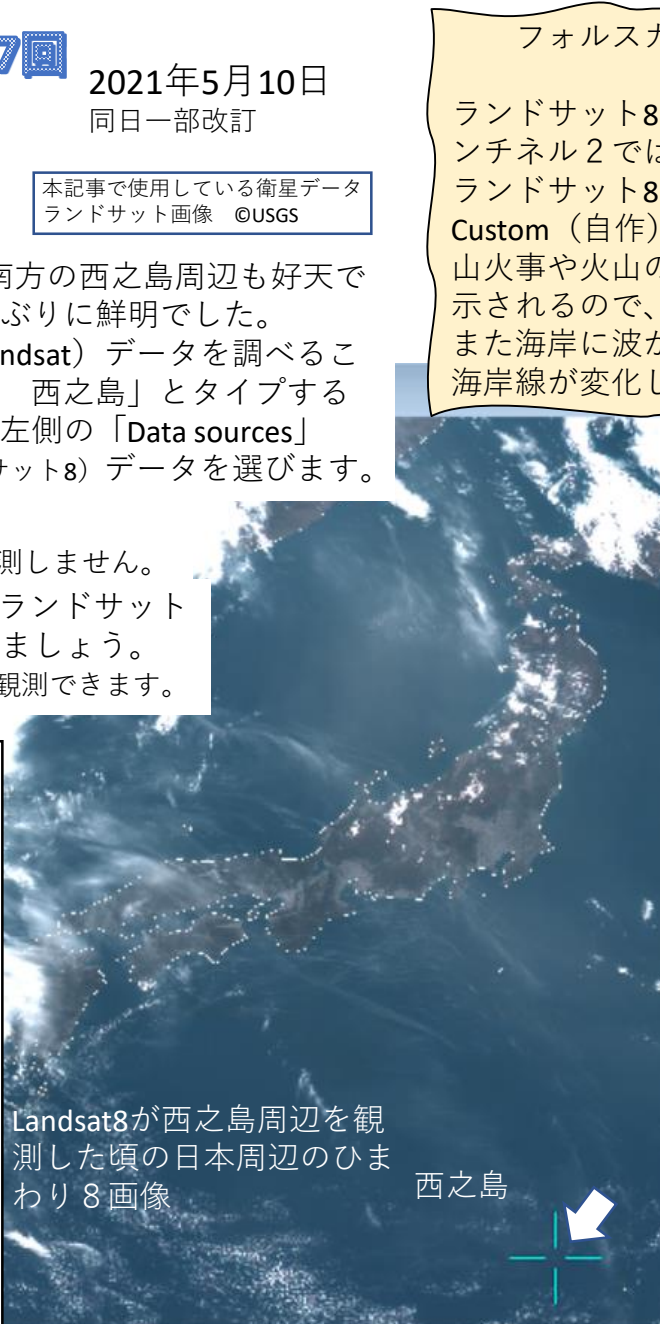 7回
2021年5月10日
同日一部改訂
本記事で使用している衛星データ
ランドサット画像　©USGS
南方の西之島周辺も好天で
ぶりに鮮明でした。
ndsat）データを調べるこ
西之島」とタイプする
左側の「Data sources」
サット8）データを選びます。
測しません。
ランドサット
ましょう。
観測できます。
フォルスカ
ランドサット8
ンチネル２では
ランドサット8
Custom（自作）
山火事や火山の
示されるので、
また海岸に波が
海岸線が変化し
Landsat8が西之島周辺を観
測した頃の日本周辺のひま
わり８画像
西之島